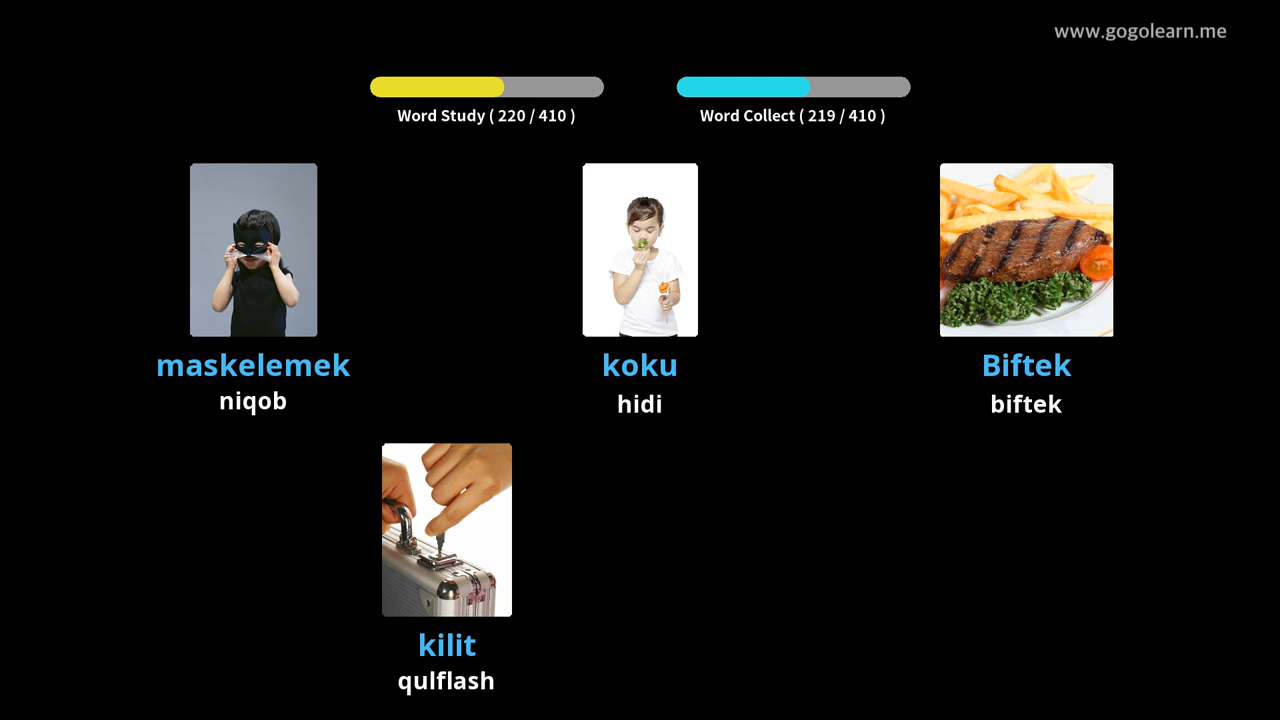 www.gogolearn.me
Word Study ( 220 / 410 )
Word Collect ( 219 / 410 )
maskelemek
niqob
koku
hidi
Biftek
biftek
kilit
qulflash